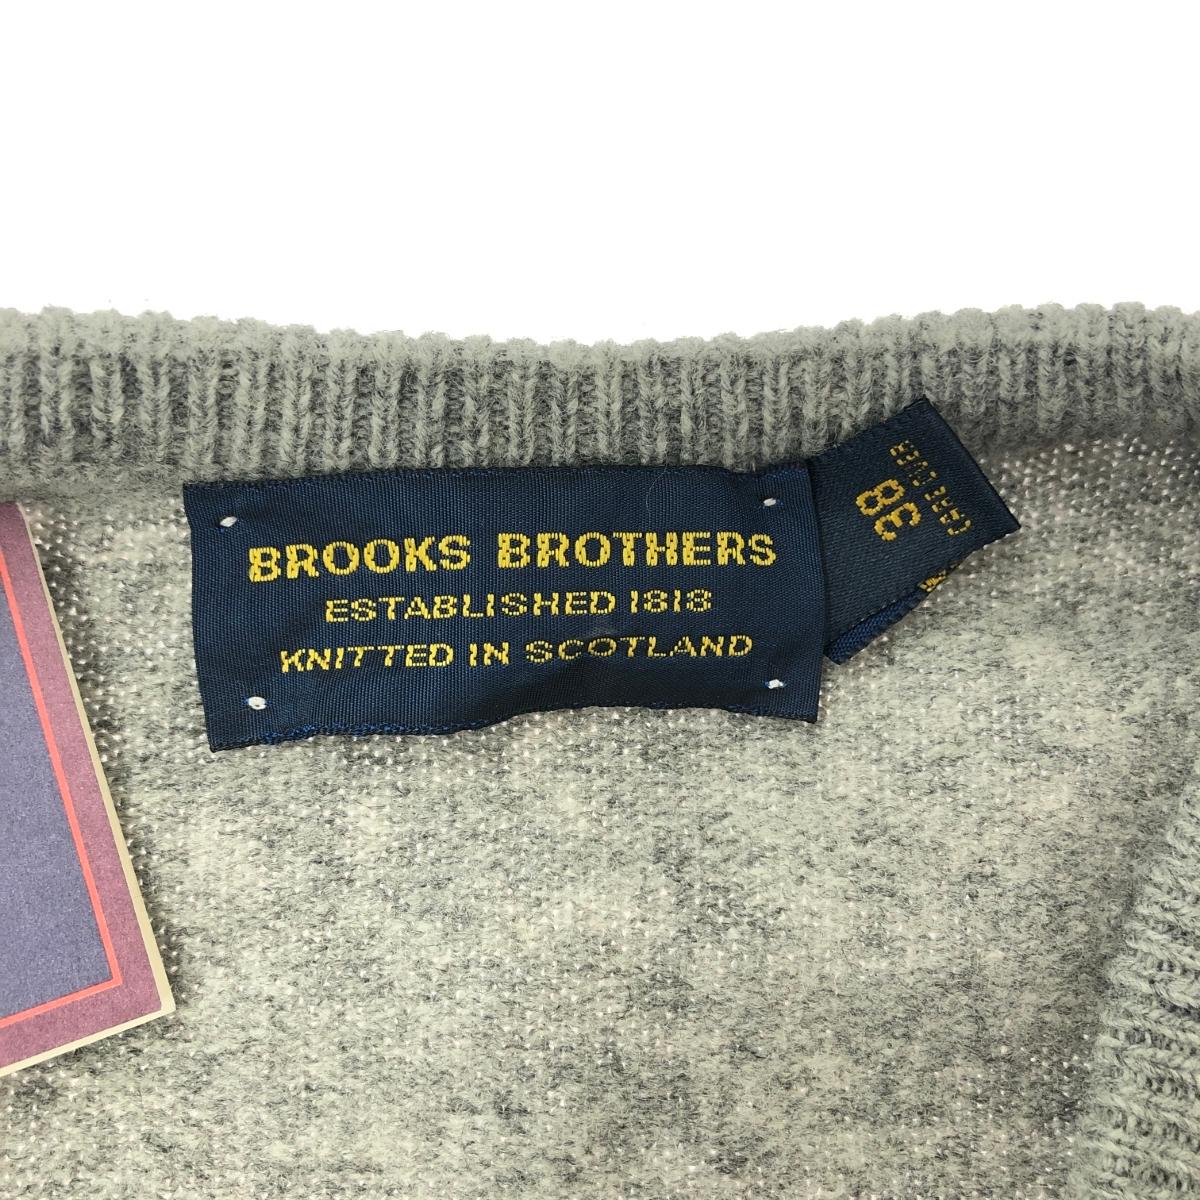 BROOKS BROTHERS
ESTABLISHED 1818
KNITTED IN SCOTLAND
38